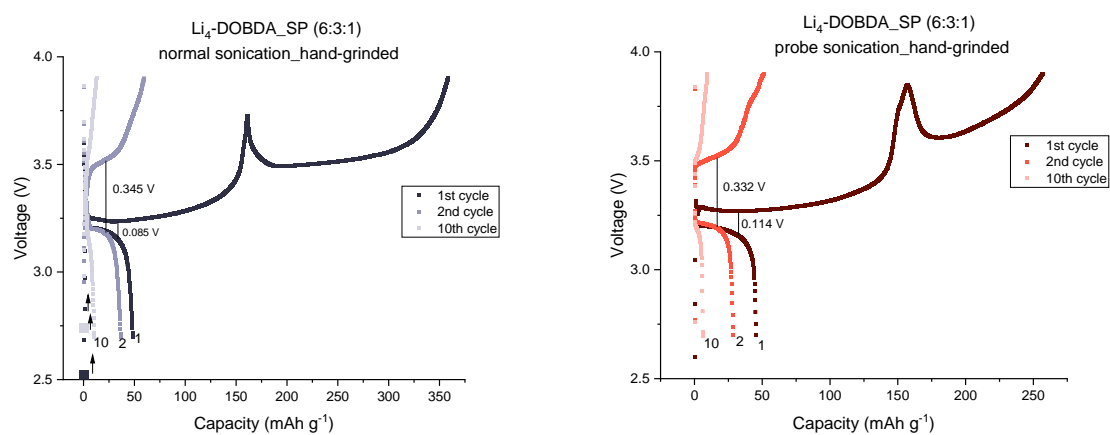 Li₄-DOBDA_SP (6:3:1)
normal sonication_hand-grinded
4.0
3.5
3.0
2.5
Voltage (V)
0.345 V
0.085 V
1st cycle
2nd cycle
10th cycle
10
2
1
0 50 100 150 200 250 300 350
Capacity (mAh g⁻¹)
Li₄-DOBDA_SP (6:3:1)
probe sonication_hand-grinded
4.0
3.5
3.0
2.5
Voltage (V)
0.332 V
0.114 V
1st cycle
2nd cycle
10th cycle
10
2
1
0 50 100 150 200 250
Capacity (mAh g⁻¹)